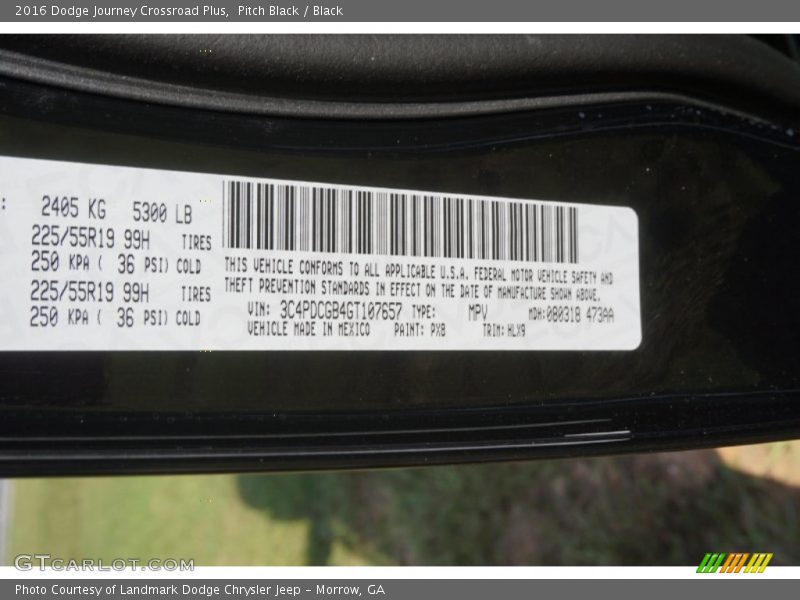 2016 Dodge Journey Crossroad Plus, Pitch Black / Black
: 2405 KG 5300 LB
225/55R19 99H TIRES
250 KPA ( 36 PSI) COLD
225/55R19 99H TIRES
250 KPA ( 36 PSI) COLD
THIS VEHICLE CONFORMS TO ALL APPLICABLE U.S.A. FEDERAL MOTOR VEHICLE SAFETY AND
THEFT PREVENTION STANDARDS IN EFFECT ON THE DATE OF MANUFACTURE SHOWN ABOVE.
VIN: 3C4PDCGB4GT107657 TYPE: MPV MDH:080318 473AA
VEHICLE MADE IN MEXICO PAINT: PXB TRIM:HLX9
GTCARLOT.COM
Photo Courtesy of Landmark Dodge Chrysler Jeep - Morrow, GA